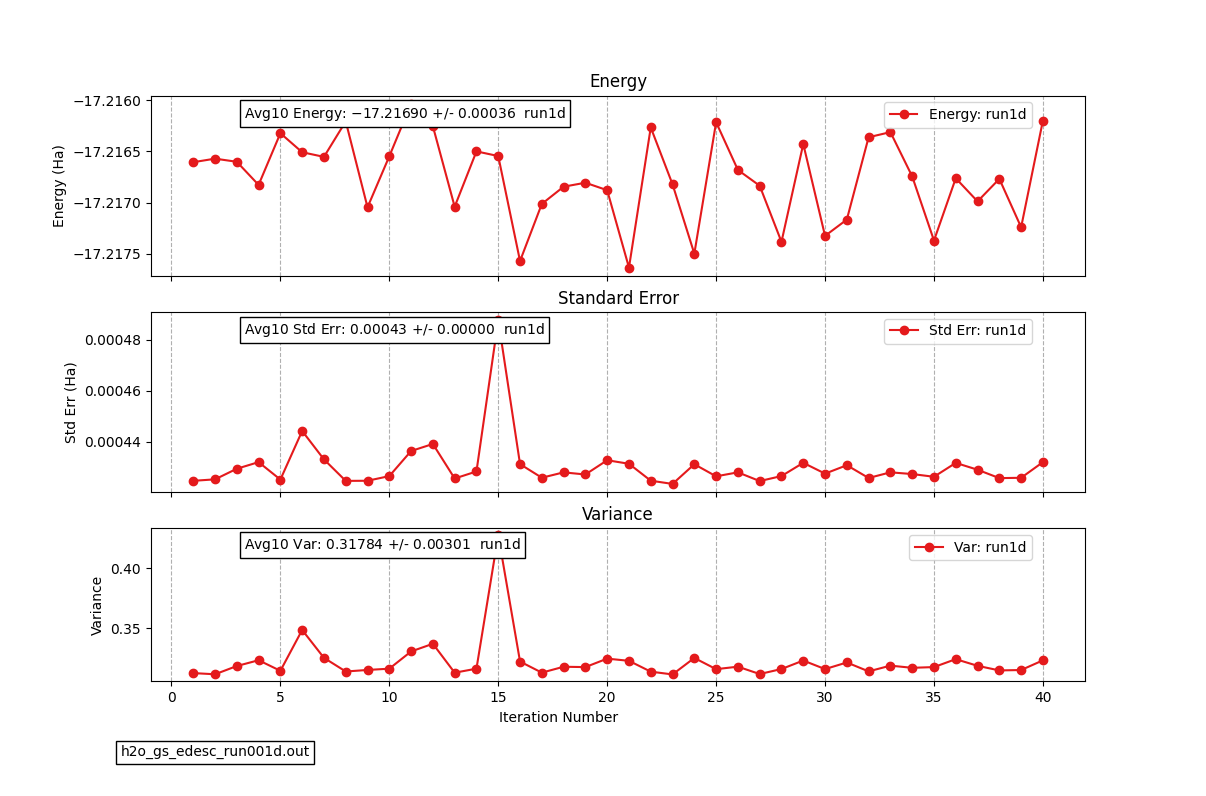 Energy
−17.2160
−17.2165
−17.2170
−17.2175
Energy (Ha)
Avg10 Energy: −17.21690 +/- 0.00036 run1d
Energy: run1d
Standard Error
0.00048
0.00046
0.00044
Std Err (Ha)
Avg10 Std Err: 0.00043 +/- 0.00000 run1d
Std Err: run1d
Variance
0.40
0.35
Variance
Avg10 Var: 0.31784 +/- 0.00301 run1d
Var: run1d
0 5 10 15 20 25 30 35 40
Iteration Number
h2o_gs_edesc_run001d.out